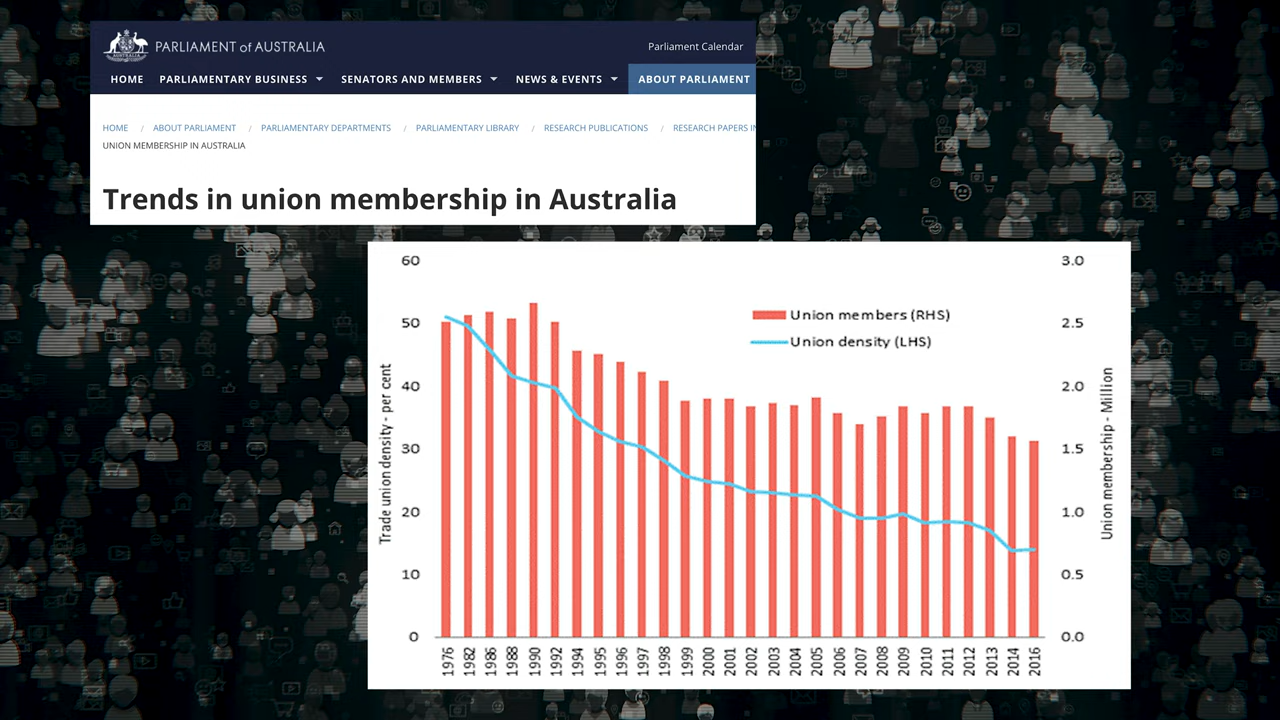 PARLIAMENT of AUSTRALIA
Parliament Calendar
HOME PARLIAMENTARY BUSINESS SENATORS AND MEMBERS NEWS & EVENTS ABOUT PARLIAMENT
HOME / ABOUT PARLIAMENT / PARLIAMENTARY DEPARTMENTS / PARLIAMENTARY LIBRARY / RESEARCH PUBLICATIONS / RESEARCH PAPERS IN
UNION MEMBERSHIP IN AUSTRALIA
Trends in union membership in Australia
60
50
40
30
20
10
0
Trade union density - per cent
Union members (RHS)
Union density (LHS)
3.0
2.5
2.0
1.5
1.0
0.5
0.0
Union membership - Million
1976 1982 1986 1988 1990 1992 1994 1995 1996 1997 1998 1999 2000 2001 2002 2003 2004 2005 2006 2007 2008 2009 2010 2011 2012 2013 2014 2016